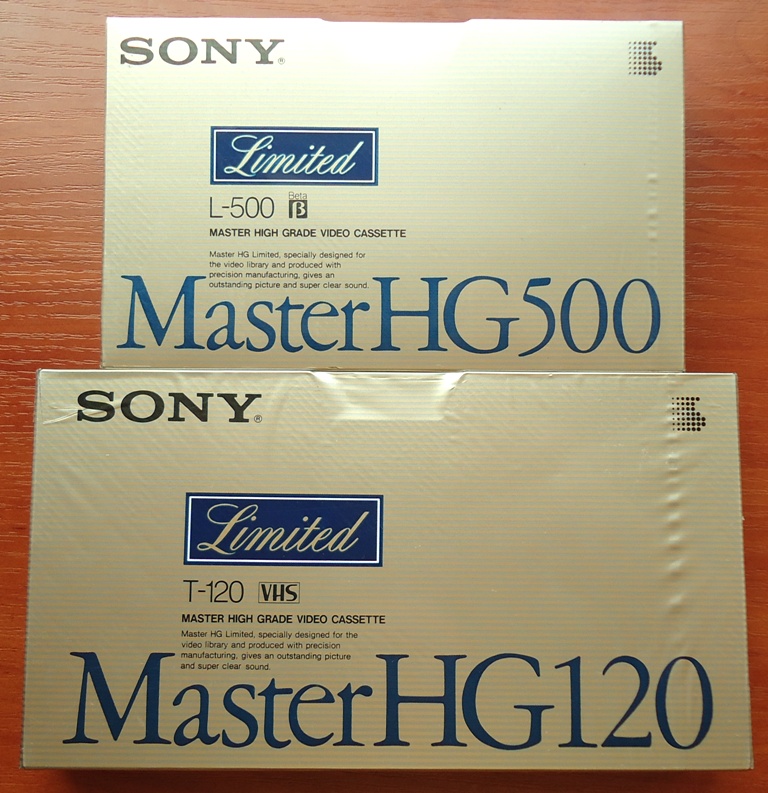 SONY®
Limited
Beta
L-500 β
MASTER HIGH GRADE VIDEO CASSETTE
Master HG Limited, specially designed for
the video library and produced with
precision manufacturing, gives an
outstanding picture and super clear sound.
MasterHG500
SONY®
Limited
T-120 VHS
MASTER HIGH GRADE VIDEO CASSETTE
Master HG Limited, specially designed for the
video library and produced with precision
manufacturing, gives an outstanding picture
and super clear sound.
MasterHG120